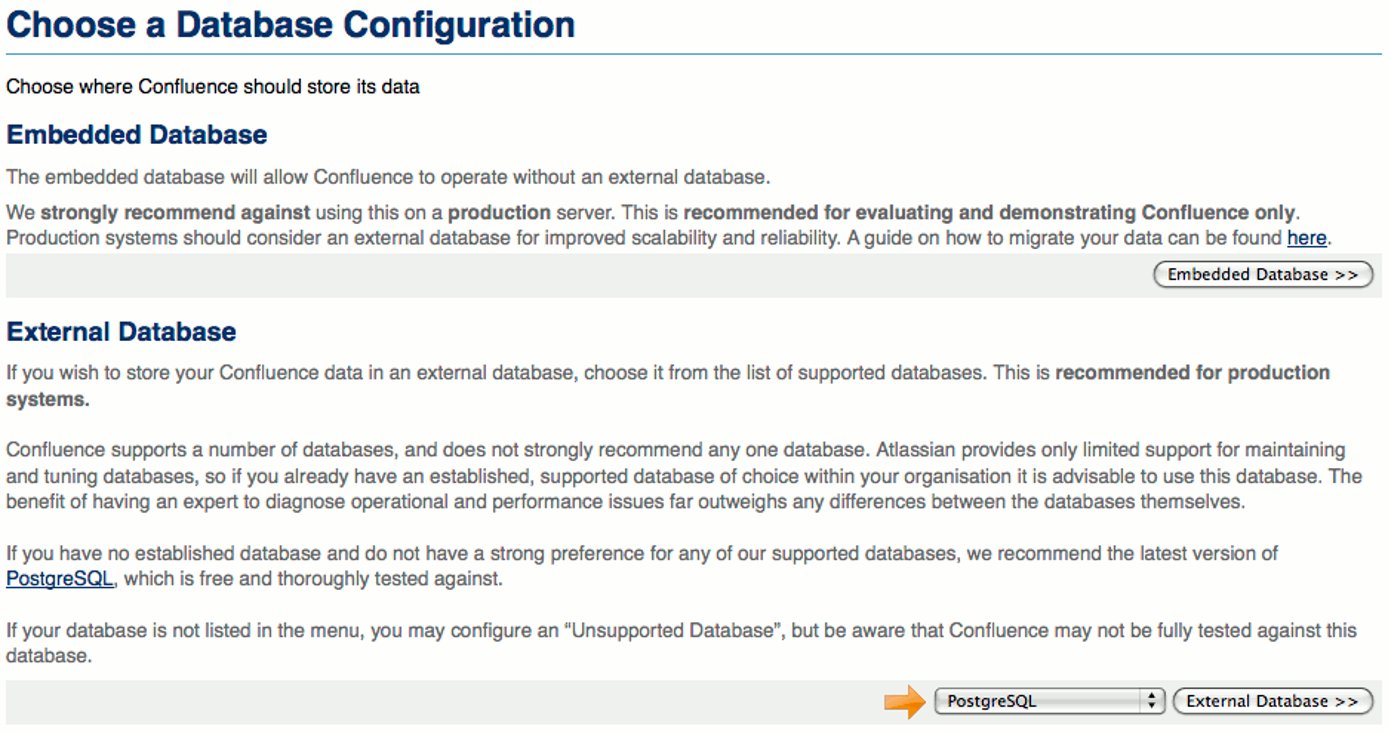 Choose a Database Configuration
Choose where Confluence should store its data
Embedded Database
The embedded database will allow Confluence to operate without an external database.
We strongly recommend against using this on a production server. This is recommended for evaluating and demonstrating Confluence only.
Production systems should consider an external database for improved scalability and reliability. A guide on how to migrate your data can be found here.
Embedded Database >>
External Database
If you wish to store your Confluence data in an external database, choose it from the list of supported databases. This is recommended for production
systems.
Confluence supports a number of databases, and does not strongly recommend any one database. Atlassian provides only limited support for maintaining
and tuning databases, so if you already have an established, supported database of choice within your organisation it is advisable to use this database. The
benefit of having an expert to diagnose operational and performance issues far outweighs any differences between the databases themselves.
If you have no established database and do not have a strong preference for any of our supported databases, we recommend the latest version of
PostgreSQL, which is free and thoroughly tested against.
If your database is not listed in the menu, you may configure an “Unsupported Database”, but be aware that Confluence may not be fully tested against this
database.
PostgreSQL External Database >>